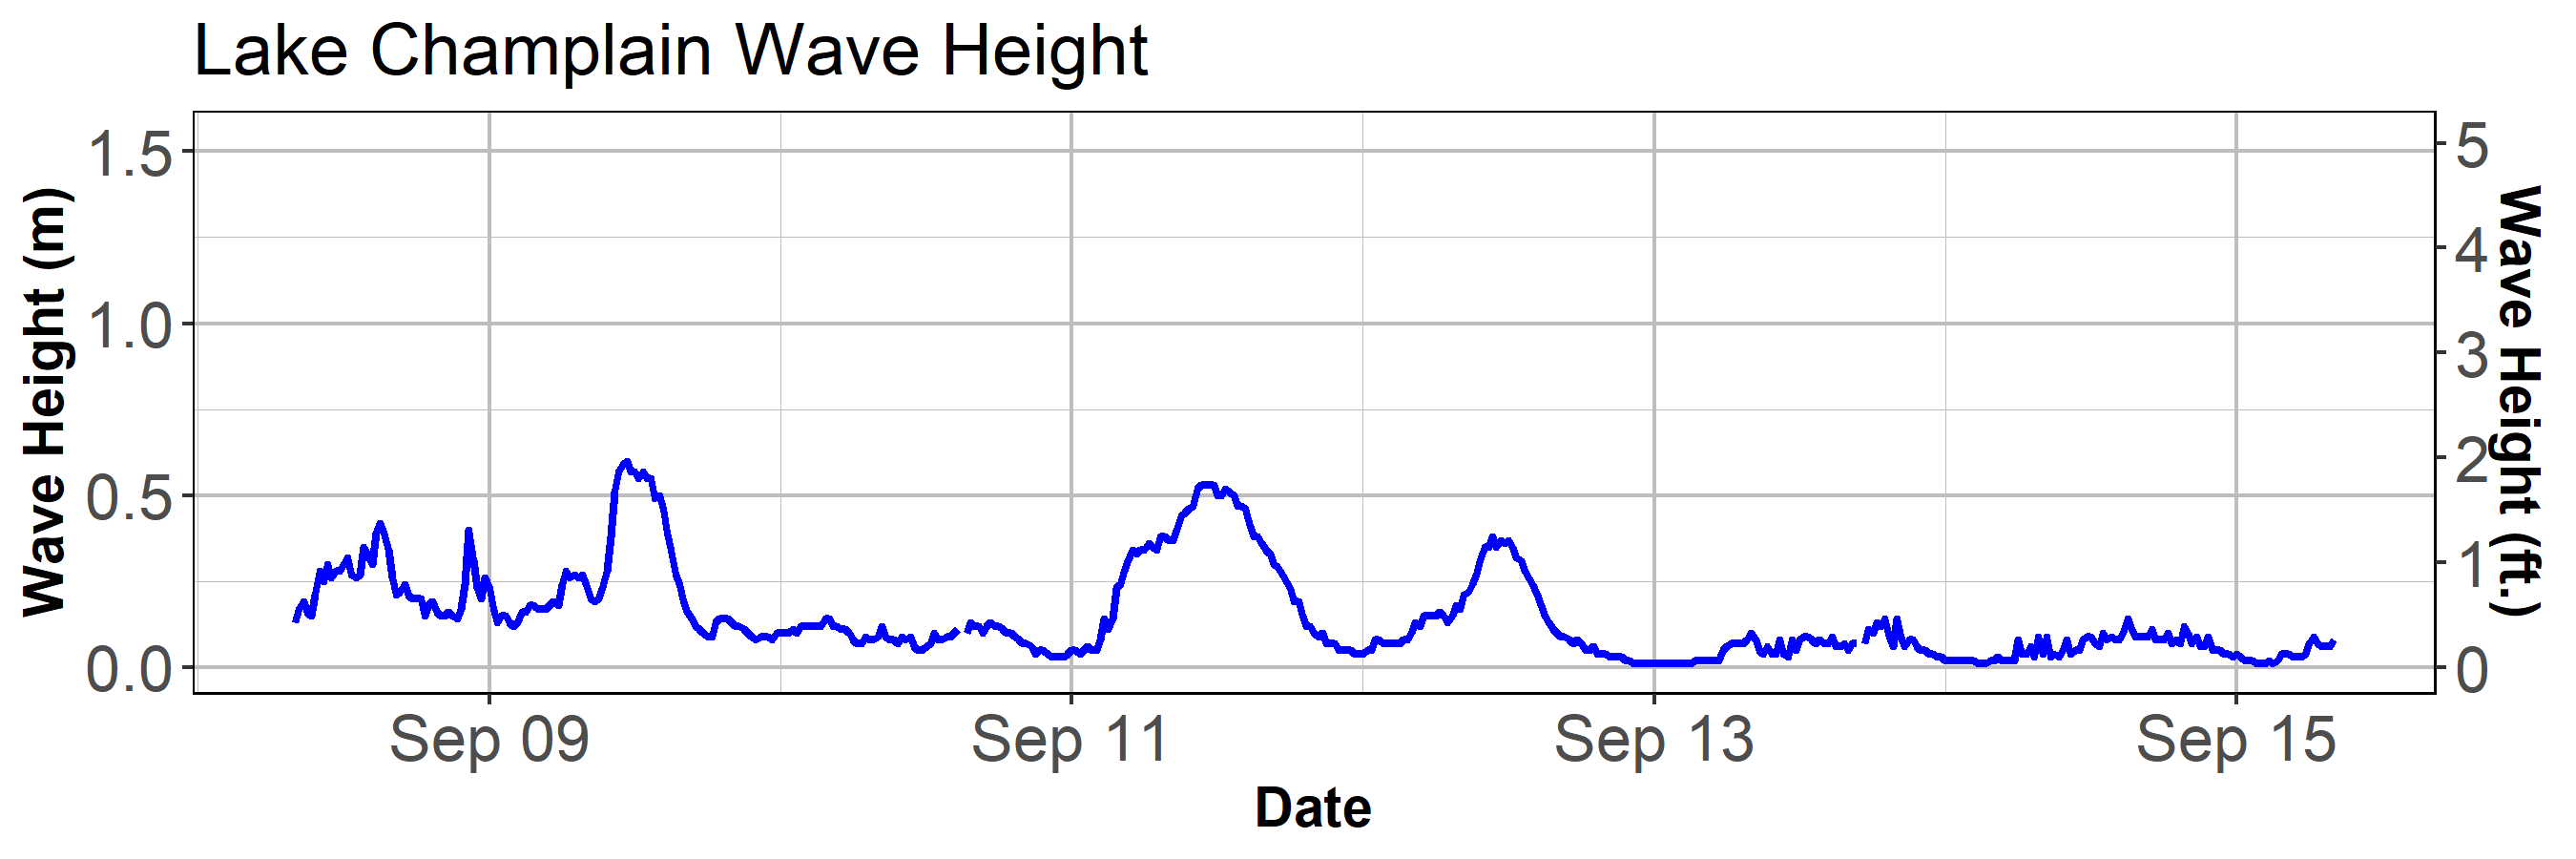 Lake Champlain Wave Height
Wave Height (m)
1.5
1.0
0.5
0.0
5
4
3
2
1
0
Wave Height (ft.)
Sep 09
Sep 11
Sep 13
Sep 15
Date